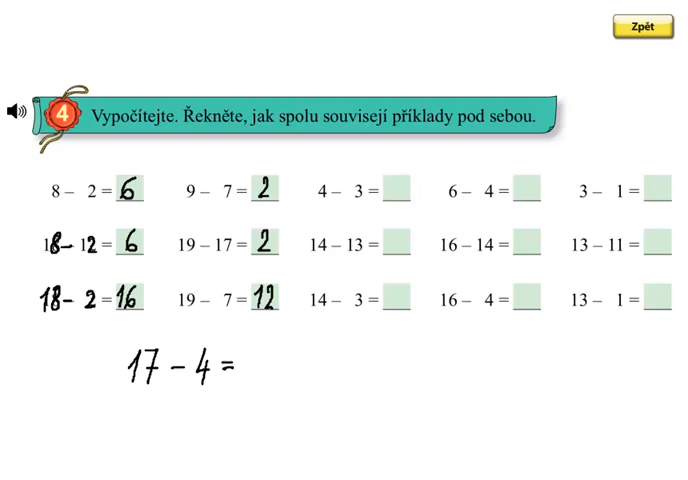 Zpět
4 Vypočítejte. Řekněte, jak spolu souvisejí příklady pod sebou.
8 – 2 = 6 9 – 7 = 2 4 – 3 = 6 – 4 = 3 – 1 =
18 – 12 = 6 19 – 17 = 2 14 – 13 = 16 – 14 = 13 – 11 =
18 – 2 = 16 19 – 7 = 12 14 – 3 = 16 – 4 = 13 – 1 =
17 – 4 =